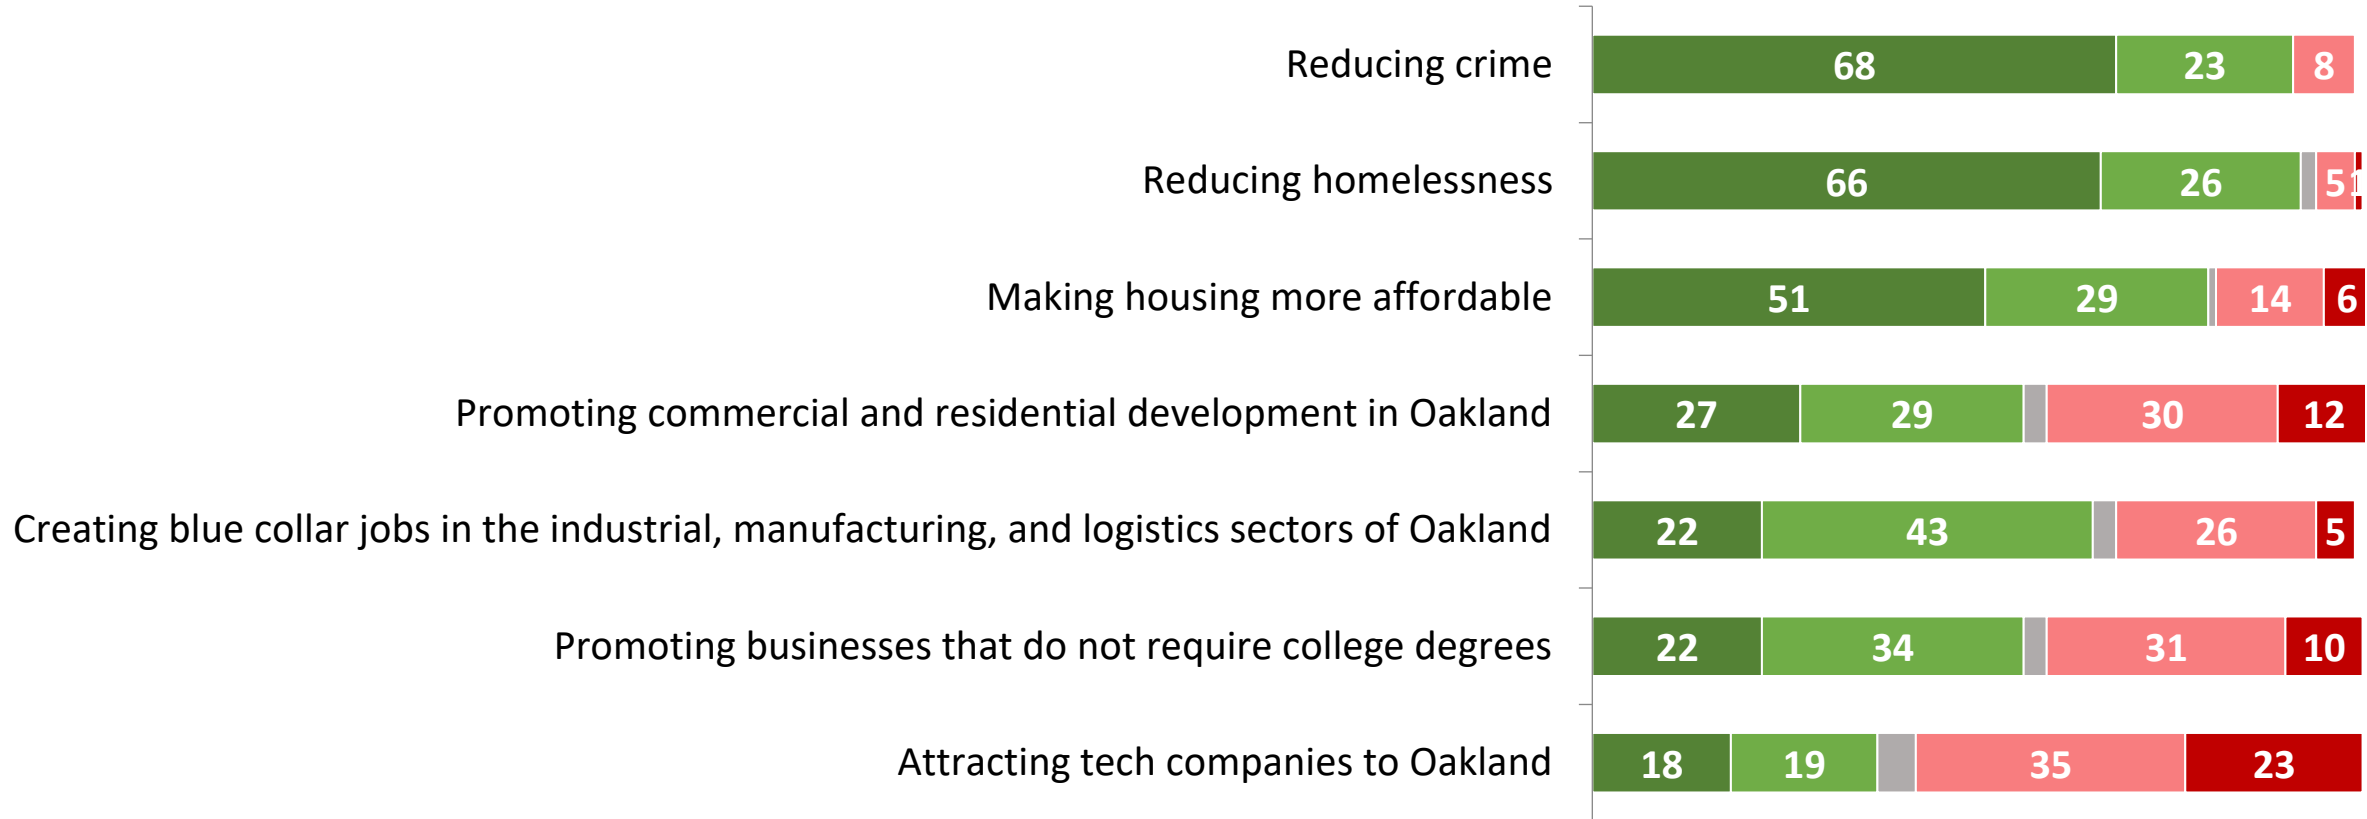 Reducing crime 68 23 8
Reducing homelessness 66 26 5 1
Making housing more affordable 51 29 14 6
Promoting commercial and residential development in Oakland 27 29 30 12
Creating blue collar jobs in the industrial, manufacturing, and logistics sectors of Oakland 22 43 26 5
Promoting businesses that do not require college degrees 22 34 31 10
Attracting tech companies to Oakland 18 19 35 23